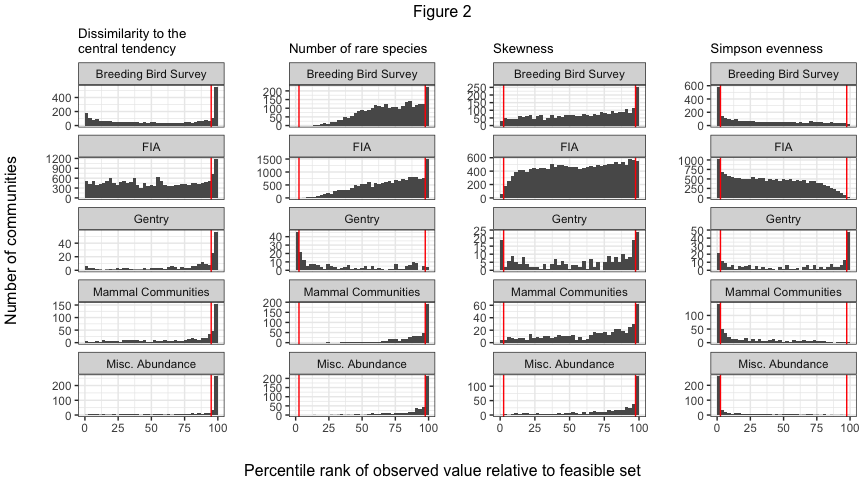 Figure 2
Dissimilarity to the
central tendency
Number of rare species
Skewness
Simpson evenness
Number of communities
Breeding Bird Survey
Breeding Bird Survey
Breeding Bird Survey
Breeding Bird Survey
400
200
0
200
150
100
50
0
250
200
150
100
50
0
600
400
200
0
FIA
FIA
FIA
FIA
1200
900
600
300
0
1500
1000
500
0
600
400
200
0
1000
750
500
250
0
Gentry
Gentry
Gentry
Gentry
40
20
0
40
30
20
10
0
25
20
15
10
5
0
50
40
30
20
10
0
Mammal Communities
Mammal Communities
Mammal Communities
Mammal Communities
150
100
50
0
200
150
100
50
0
60
40
20
0
100
50
0
Misc. Abundance
Misc. Abundance
Misc. Abundance
Misc. Abundance
200
100
0
200
150
100
50
0
100
50
0
200
100
0
0 25 50 75 100
0 25 50 75 100
0 25 50 75 100
0 25 50 75 100
Percentile rank of observed value relative to feasible set